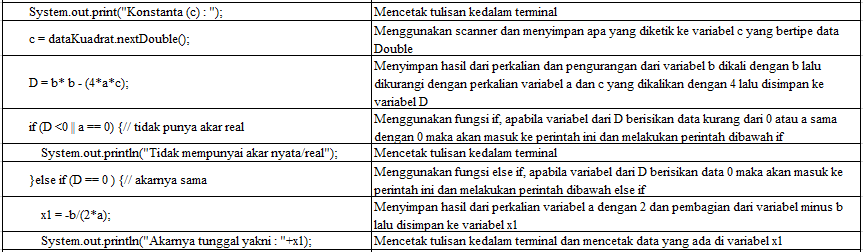 System.out.print("Konstanta (c) : ");
Mencetak tulisan kedalam terminal
c = dataKuadrat.nextDouble();
Menggunakan scanner dan menyimpan apa yang diketik ke variabel c yang bertipe data
Double
D = b* b - (4*a*c);
Menyimpan hasil dari perkalian dan pengurangan dari variabel b dikali dengan b lalu
dikurangi dengan perkalian variabel a dan c yang dikalikan dengan 4 lalu disimpan ke
variabel D
if (D <0 || a == 0) {// tidak punya akar real
Menggunakan fungsi if, apabila variabel dari D berisikan data kurang dari 0 atau a sama
dengan 0 maka akan masuk ke perintah ini dan melakukan perintah dibawah if
System.out.println("Tidak mempunyai akar nyata/real");
Mencetak tulisan kedalam terminal
}else if (D == 0 ) {// akarnya sama
Menggunakan fungsi else if, apabila variabel dari D berisikan data 0 maka akan masuk ke
perintah ini dan melakukan perintah dibawah else if
x1 = -b/(2*a);
Menyimpan hasil dari perkalian variabel a dengan 2 dan pembagian dari variabel minus b
lalu disimpan ke variabel x1
System.out.println("Akarnya tunggal yakni : "+x1);
Mencetak tulisan kedalam terminal dan mencetak data yang ada di variabel x1